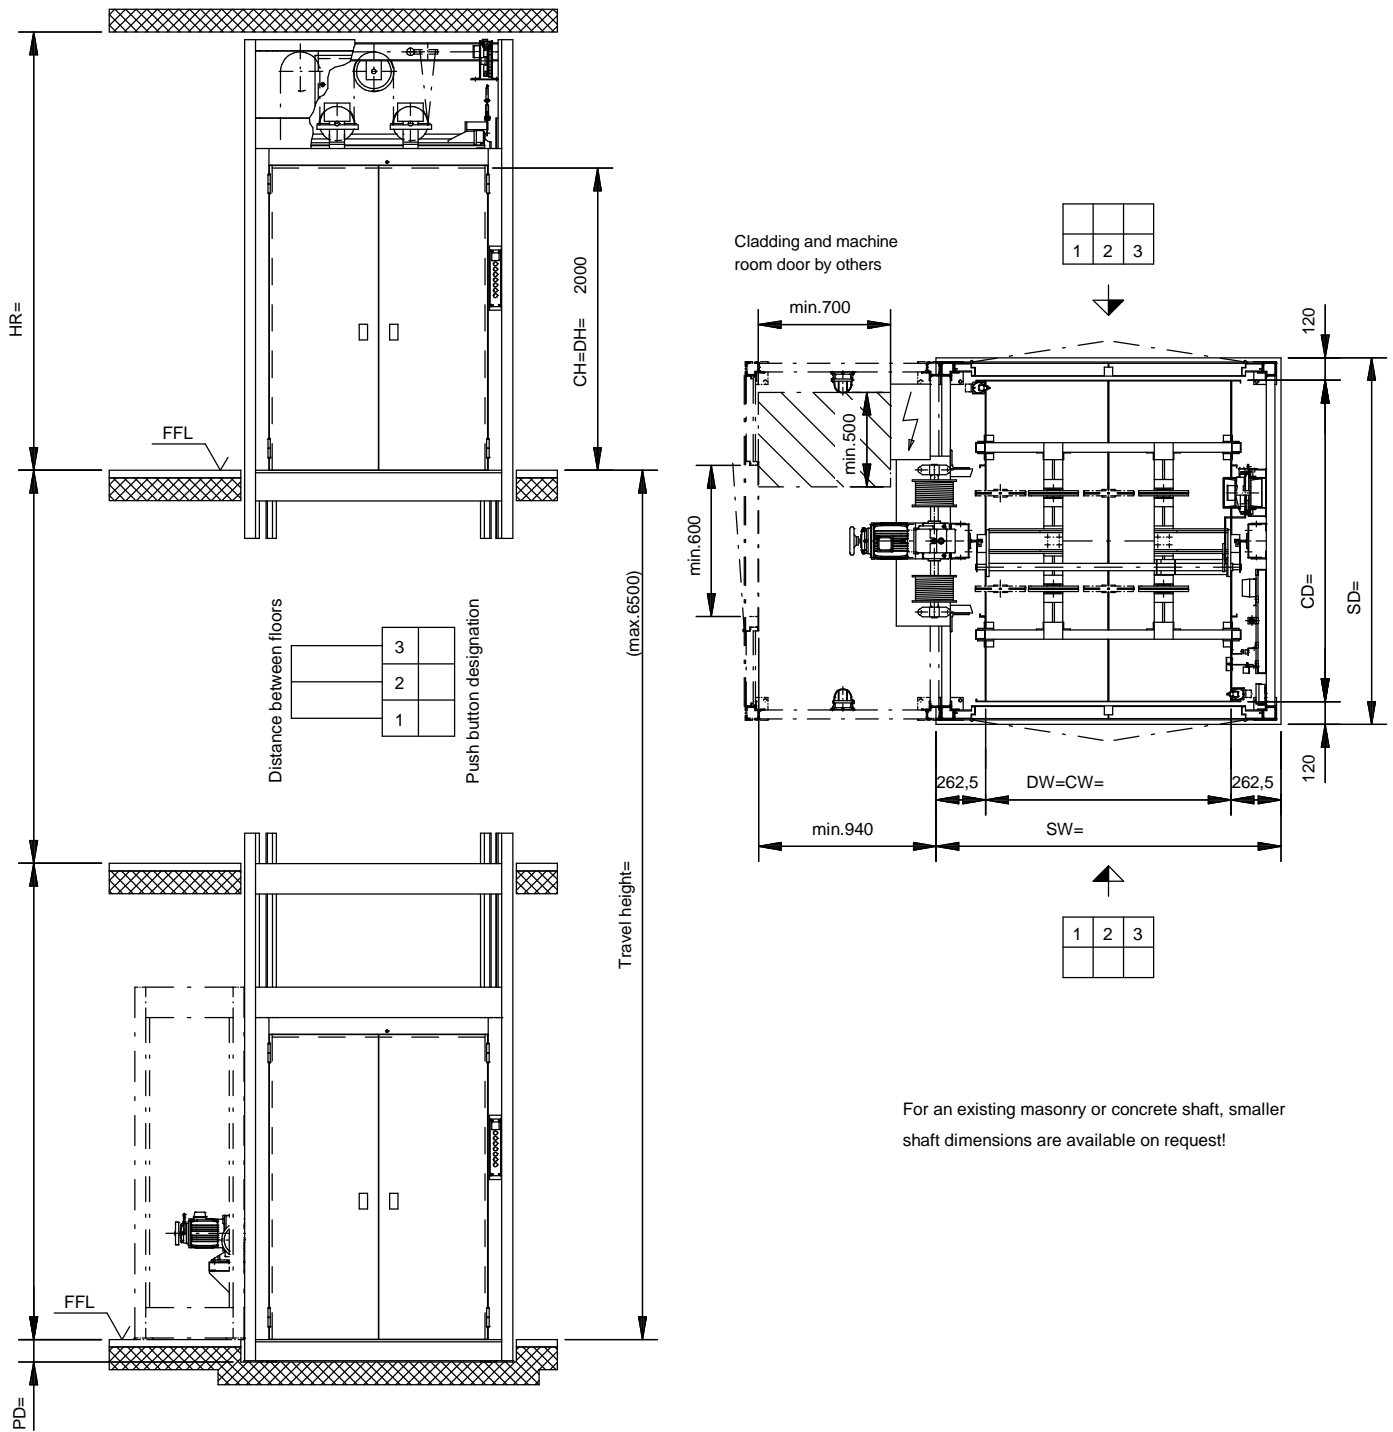 HR=
FFL
CH=DH= 2000
Distance between floors
3
2
1
Push button designation
(max.6500)
Travel height=
FFL
PD=
Cladding and machine
room door by others
1 2 3
min.700
min.500
min.600
120
CD=
SD=
120
262,5
DW=CW=
262,5
min.940
SW=
1 2 3
For an existing masonry or concrete shaft, smaller
shaft dimensions are available on request!